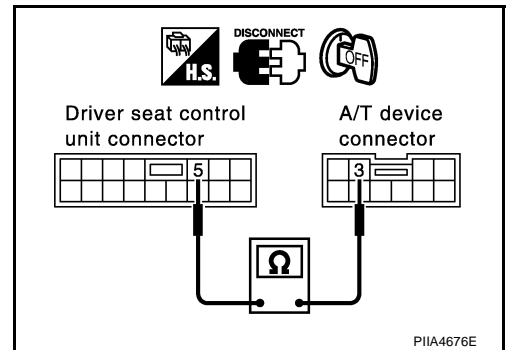 DISCONNECT
H.S.
OFF
Driver seat control
unit connector
A/T device
connector
5
3
Ω
PIIA4676E